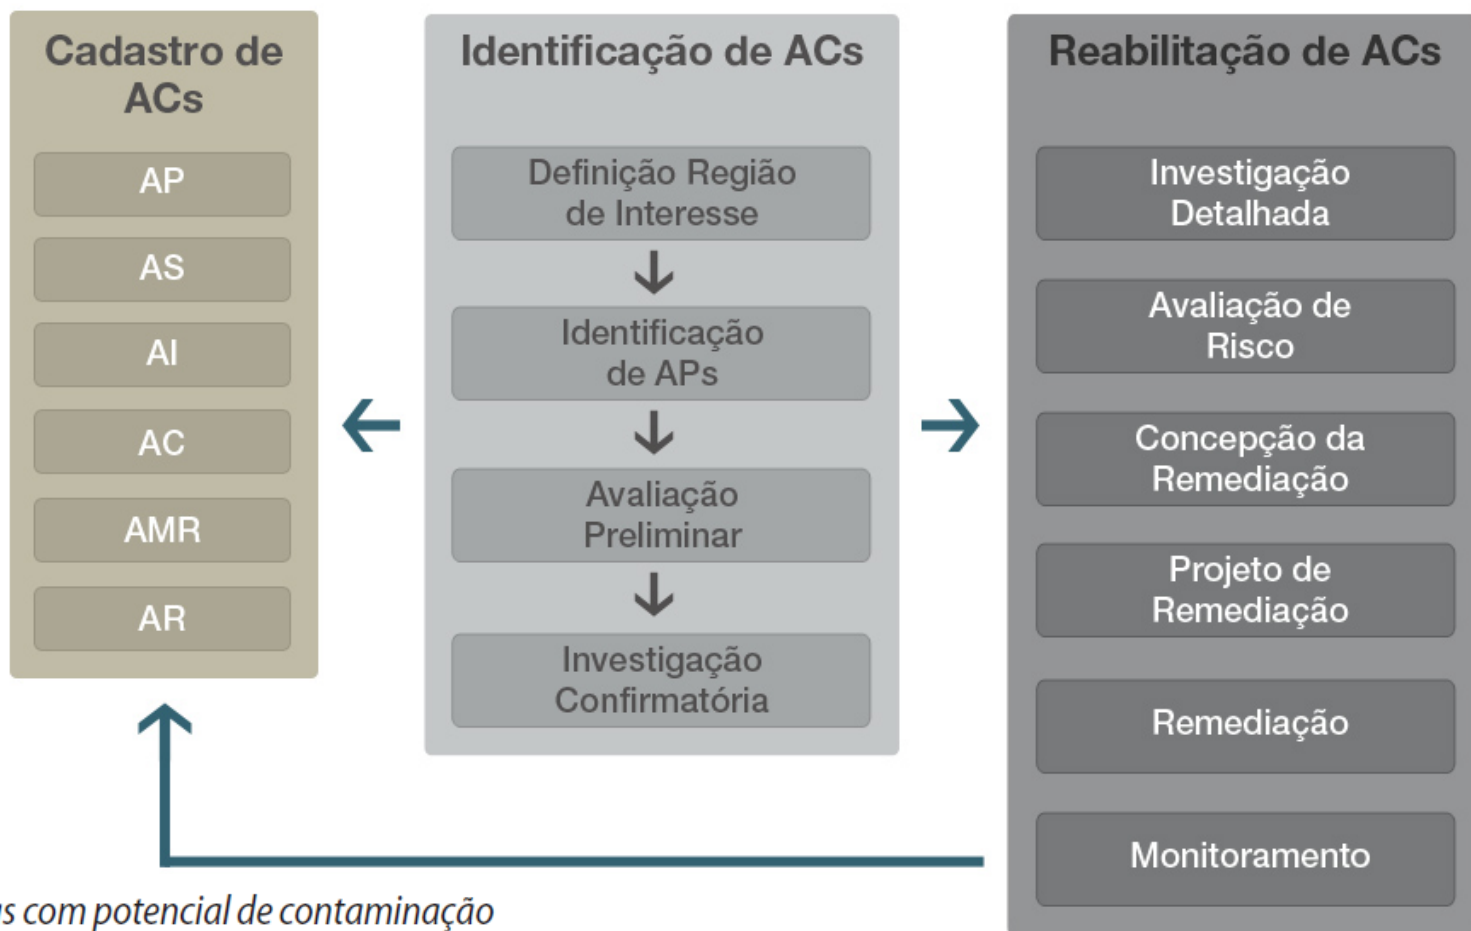 Cadastro de
ACs
AP
AS
AI
AC
AMR
AR
Identificação de ACs
Definição Região
de Interesse
Identificação
de APs
Avaliação
Preliminar
Investigação
Confirmatória
Reabilitação de ACs
Investigação
Detalhada
Avaliação de
Risco
Concepção da
Remediação
Projeto de
Remediação
Remediação
Monitoramento
com potencial de contaminação